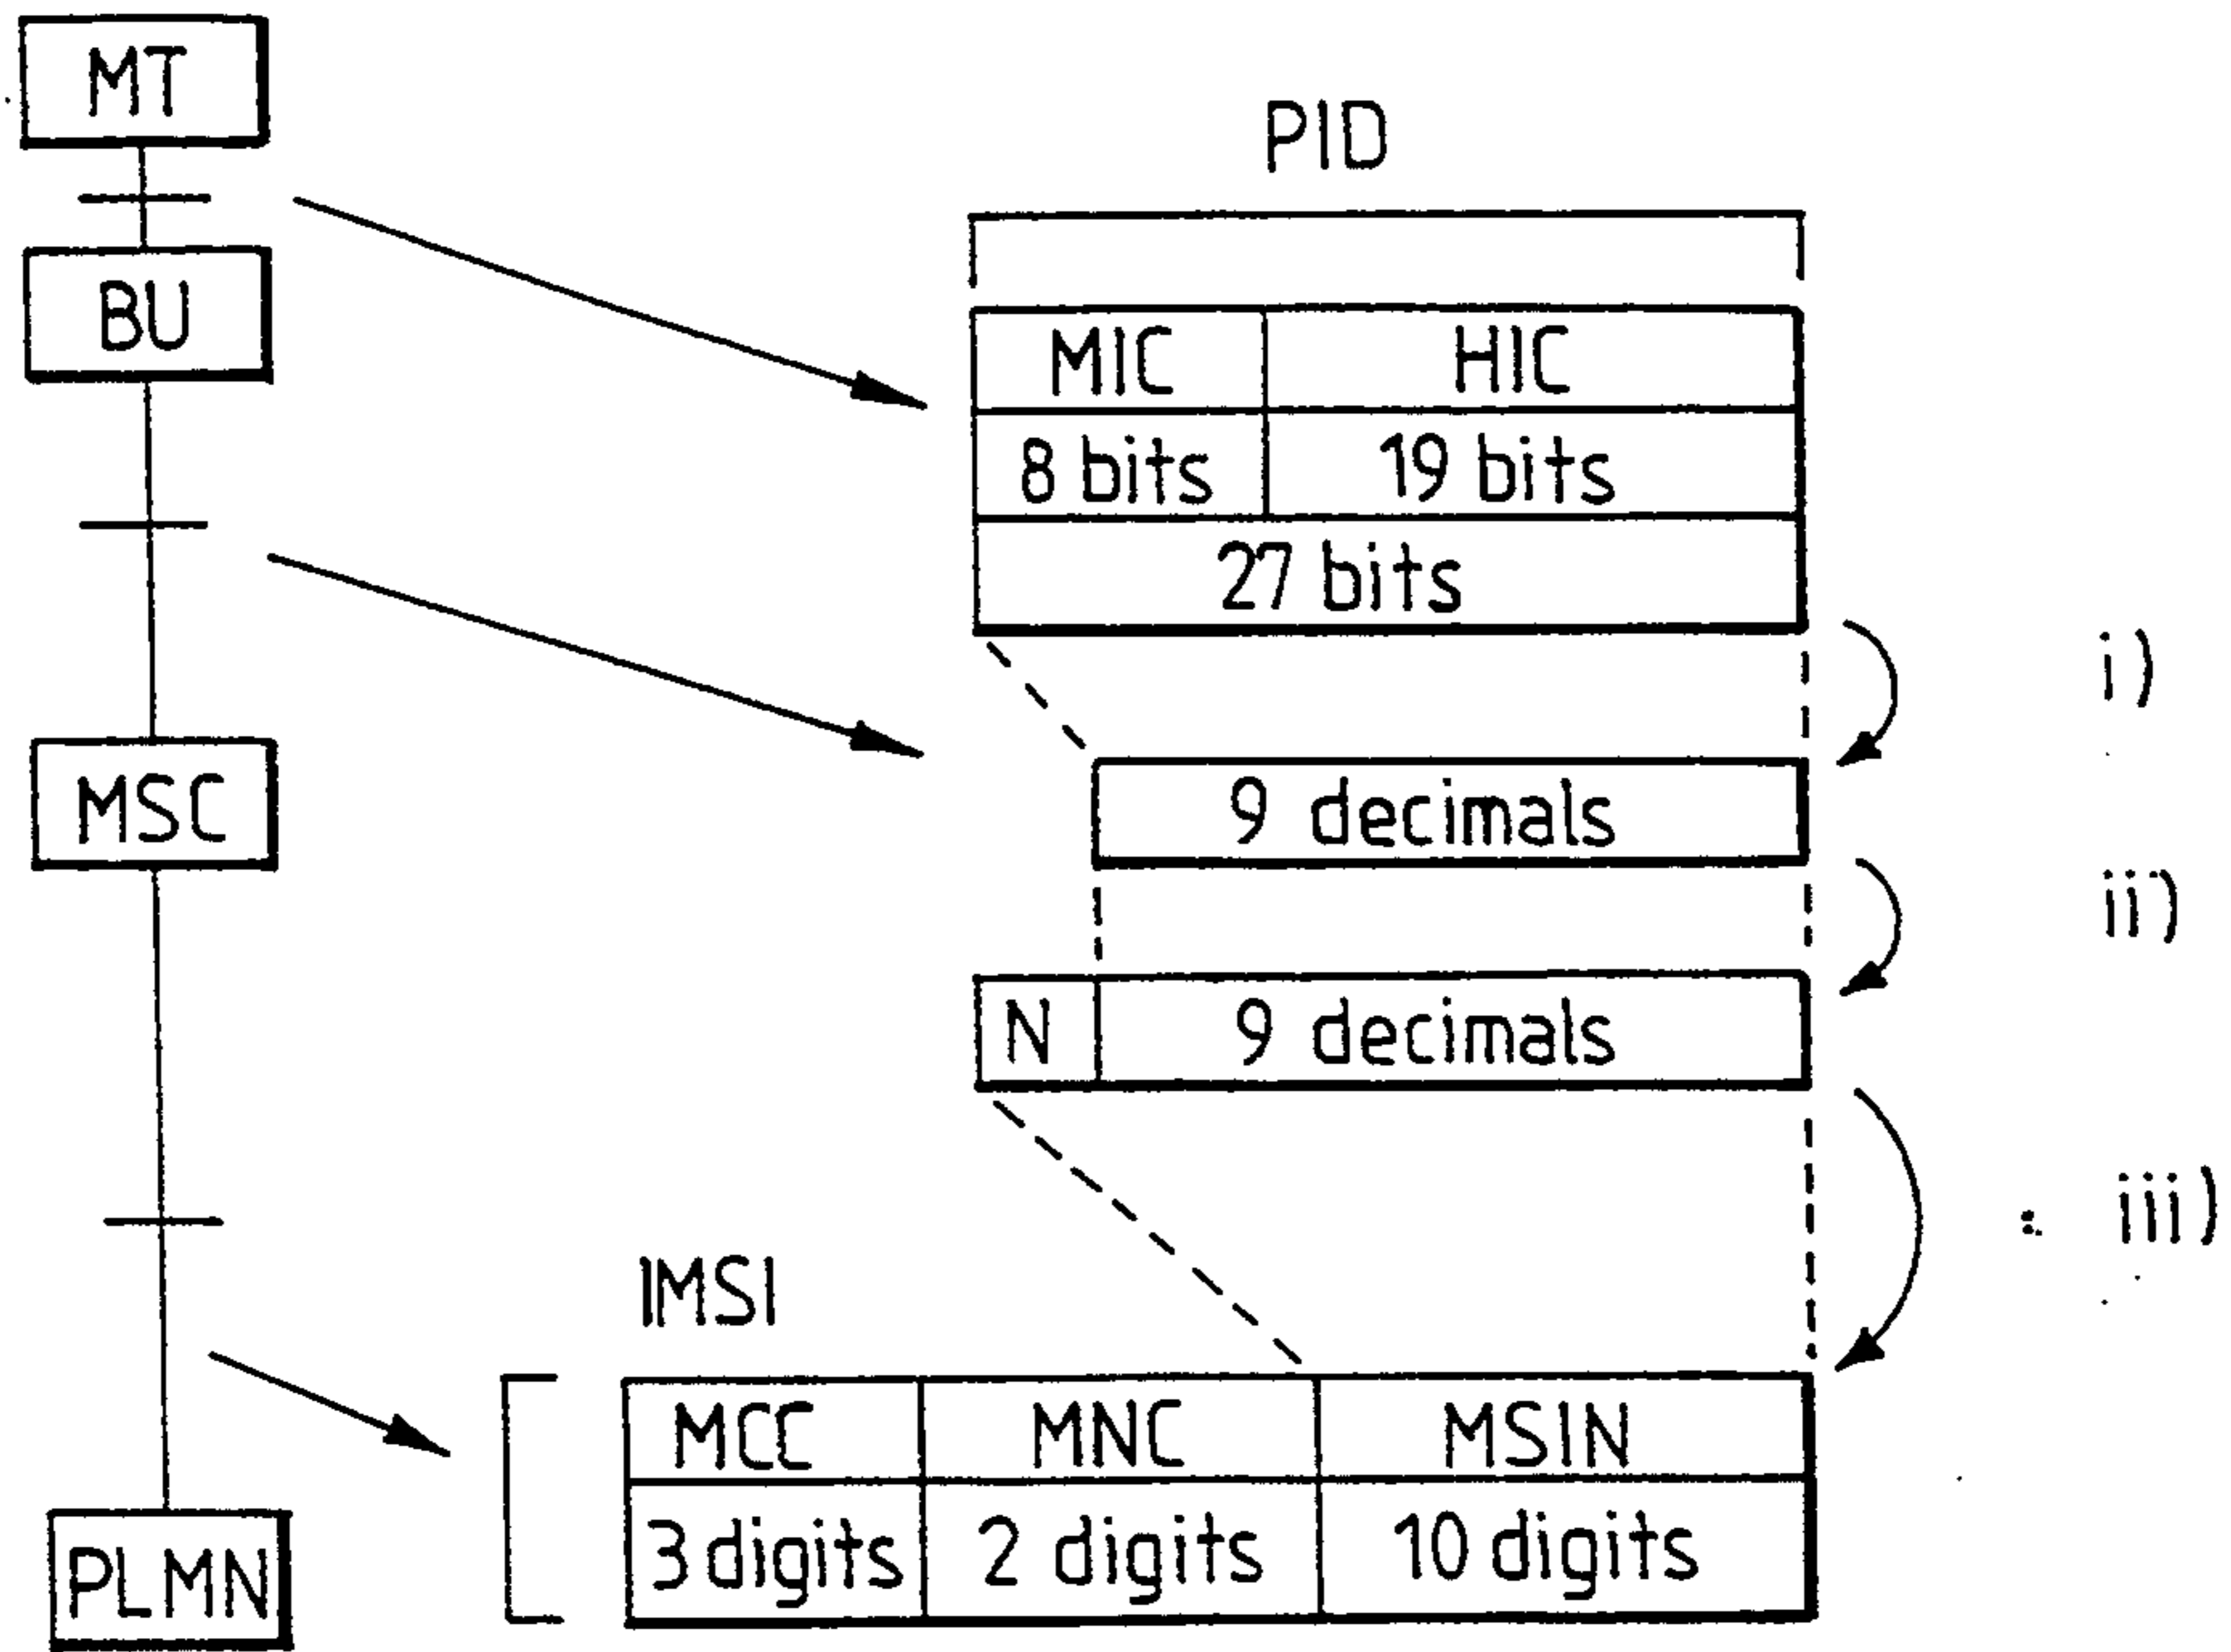 MT
BU
MSC
PLMN
PID
MIC HIC
8 bits 19 bits
27 bits
i)
9 decimals
ii)
N 9 decimals
iii)
IMSI
MCC MNC MSIN
3 digits 2 digits 10 digits